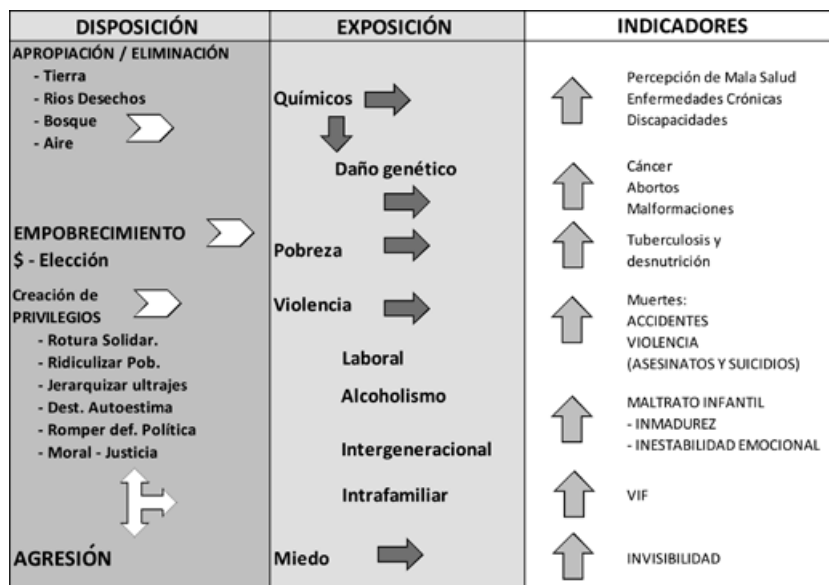 DISPOSICIÓN
APROPIACIÓN / ELIMINACIÓN
- Tierra
- Rios Desechos
- Bosque
- Aire
EMPOBRECIMIENTO
$ - Elección
Creación de
PRIVILEGIOS
- Rotura Solidar.
- Ridiculizar Pob.
- Jerarquizar ultrajes
- Dest. Autoestima
- Romper def. Política
- Moral - Justicia
AGRESIÓN
EXPOSICIÓN
Químicos
Daño genético
Pobreza
Violencia
Laboral
Alcoholismo
Intergeneracional
Intrafamiliar
Miedo
INDICADORES
Percepción de Mala Salud
Enfermedades Crónicas
Discapacidades
Cáncer
Abortos
Malformaciones
Tuberculosis y
desnutrición
Muertes:
ACCIDENTES
VIOLENCIA
(ASESINATOS Y SUICIDIOS)
MALTRATO INFANTIL
- INMADUREZ
- INESTABILIDAD EMOCIONAL
VIF
INVISIBILIDAD